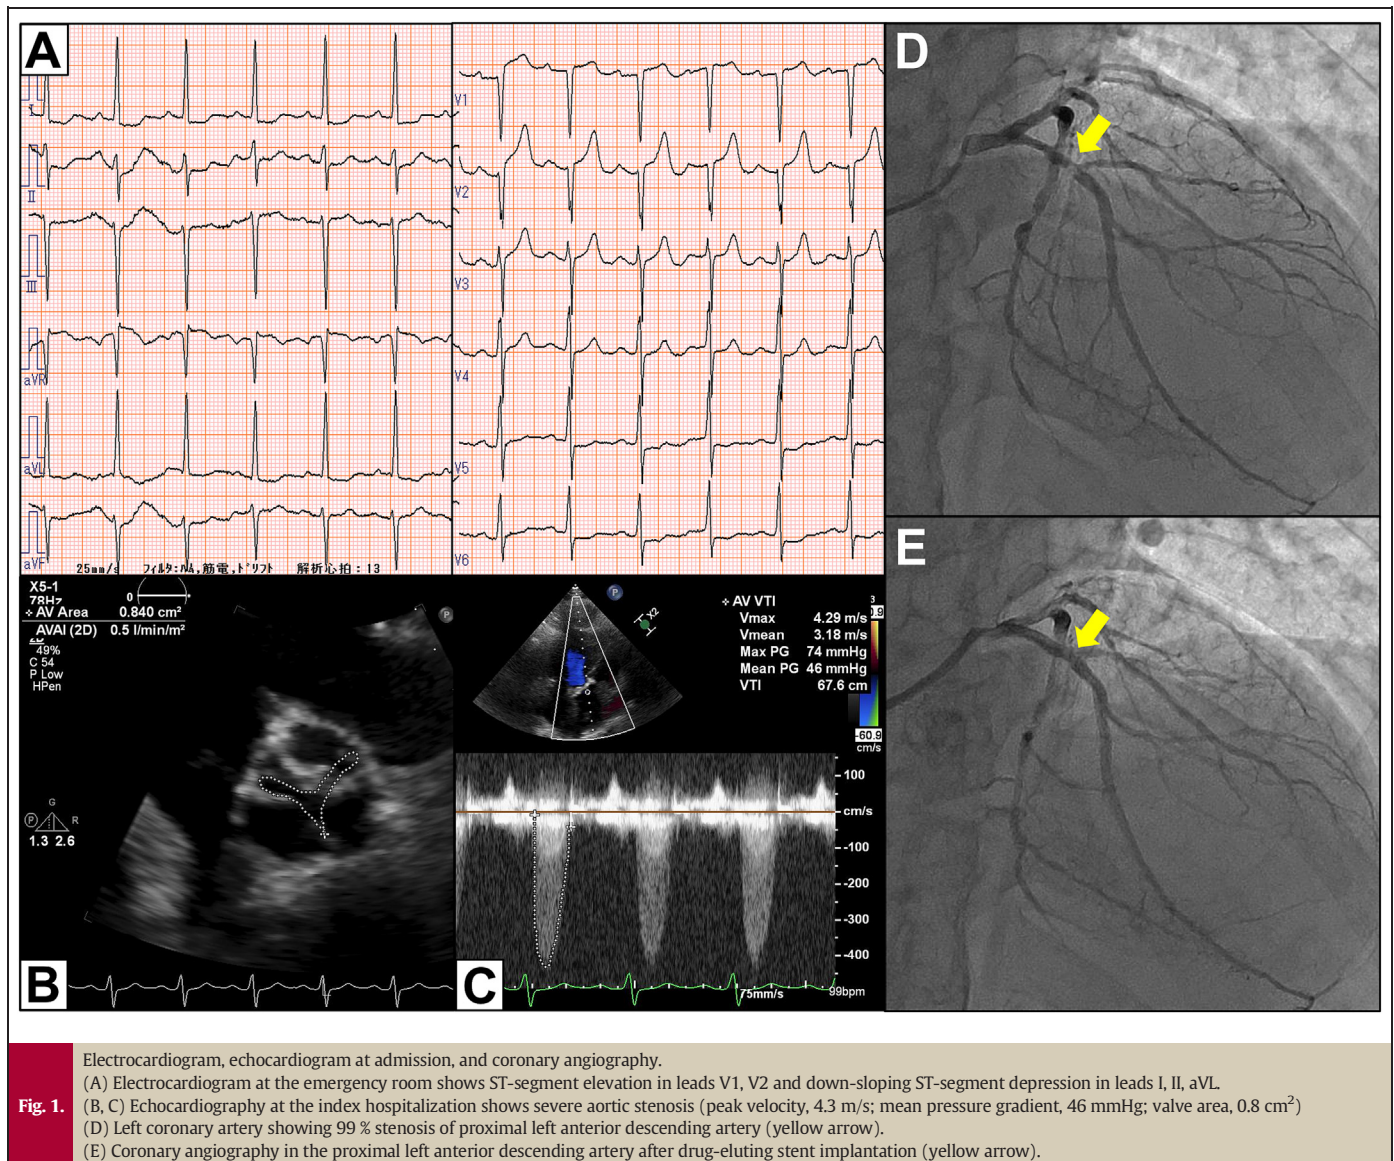 A
I
II
III
aVR
aVL
aVF
25mm/s フィルタ:ハム,筋電,ドリフト 解析心拍:13
V1
V2
V3
V4
V5
V6
D
E
X5-1
78Hz
AV Area 0.840 cm²
AVAI (2D) 0.5 l/min/m²
2D
49%
C 54
P Low
HPen
0
P
G
P R
1.3 2.6
B
P
X2
AV VTI
Vmax 4.29 m/s
Vmean 3.18 m/s
Max PG 74 mmHg
Mean PG 46 mmHg
VTI 67.6 cm
-60.9
cm/s
100
cm/s
-100
-200
-300
-400
75mm/s 99bpm
C
Fig. 1.
Electrocardiogram, echocardiogram at admission, and coronary angiography.
(A) Electrocardiogram at the emergency room shows ST-segment elevation in leads V1, V2 and down-sloping ST-segment depression in leads I, II, aVL.
(B, C) Echocardiography at the index hospitalization shows severe aortic stenosis (peak velocity, 4.3 m/s; mean pressure gradient, 46 mmHg; valve area, 0.8 cm²)
(D) Left coronary artery showing 99 % stenosis of proximal left anterior descending artery (yellow arrow).
(E) Coronary angiography in the proximal left anterior descending artery after drug-eluting stent implantation (yellow arrow).